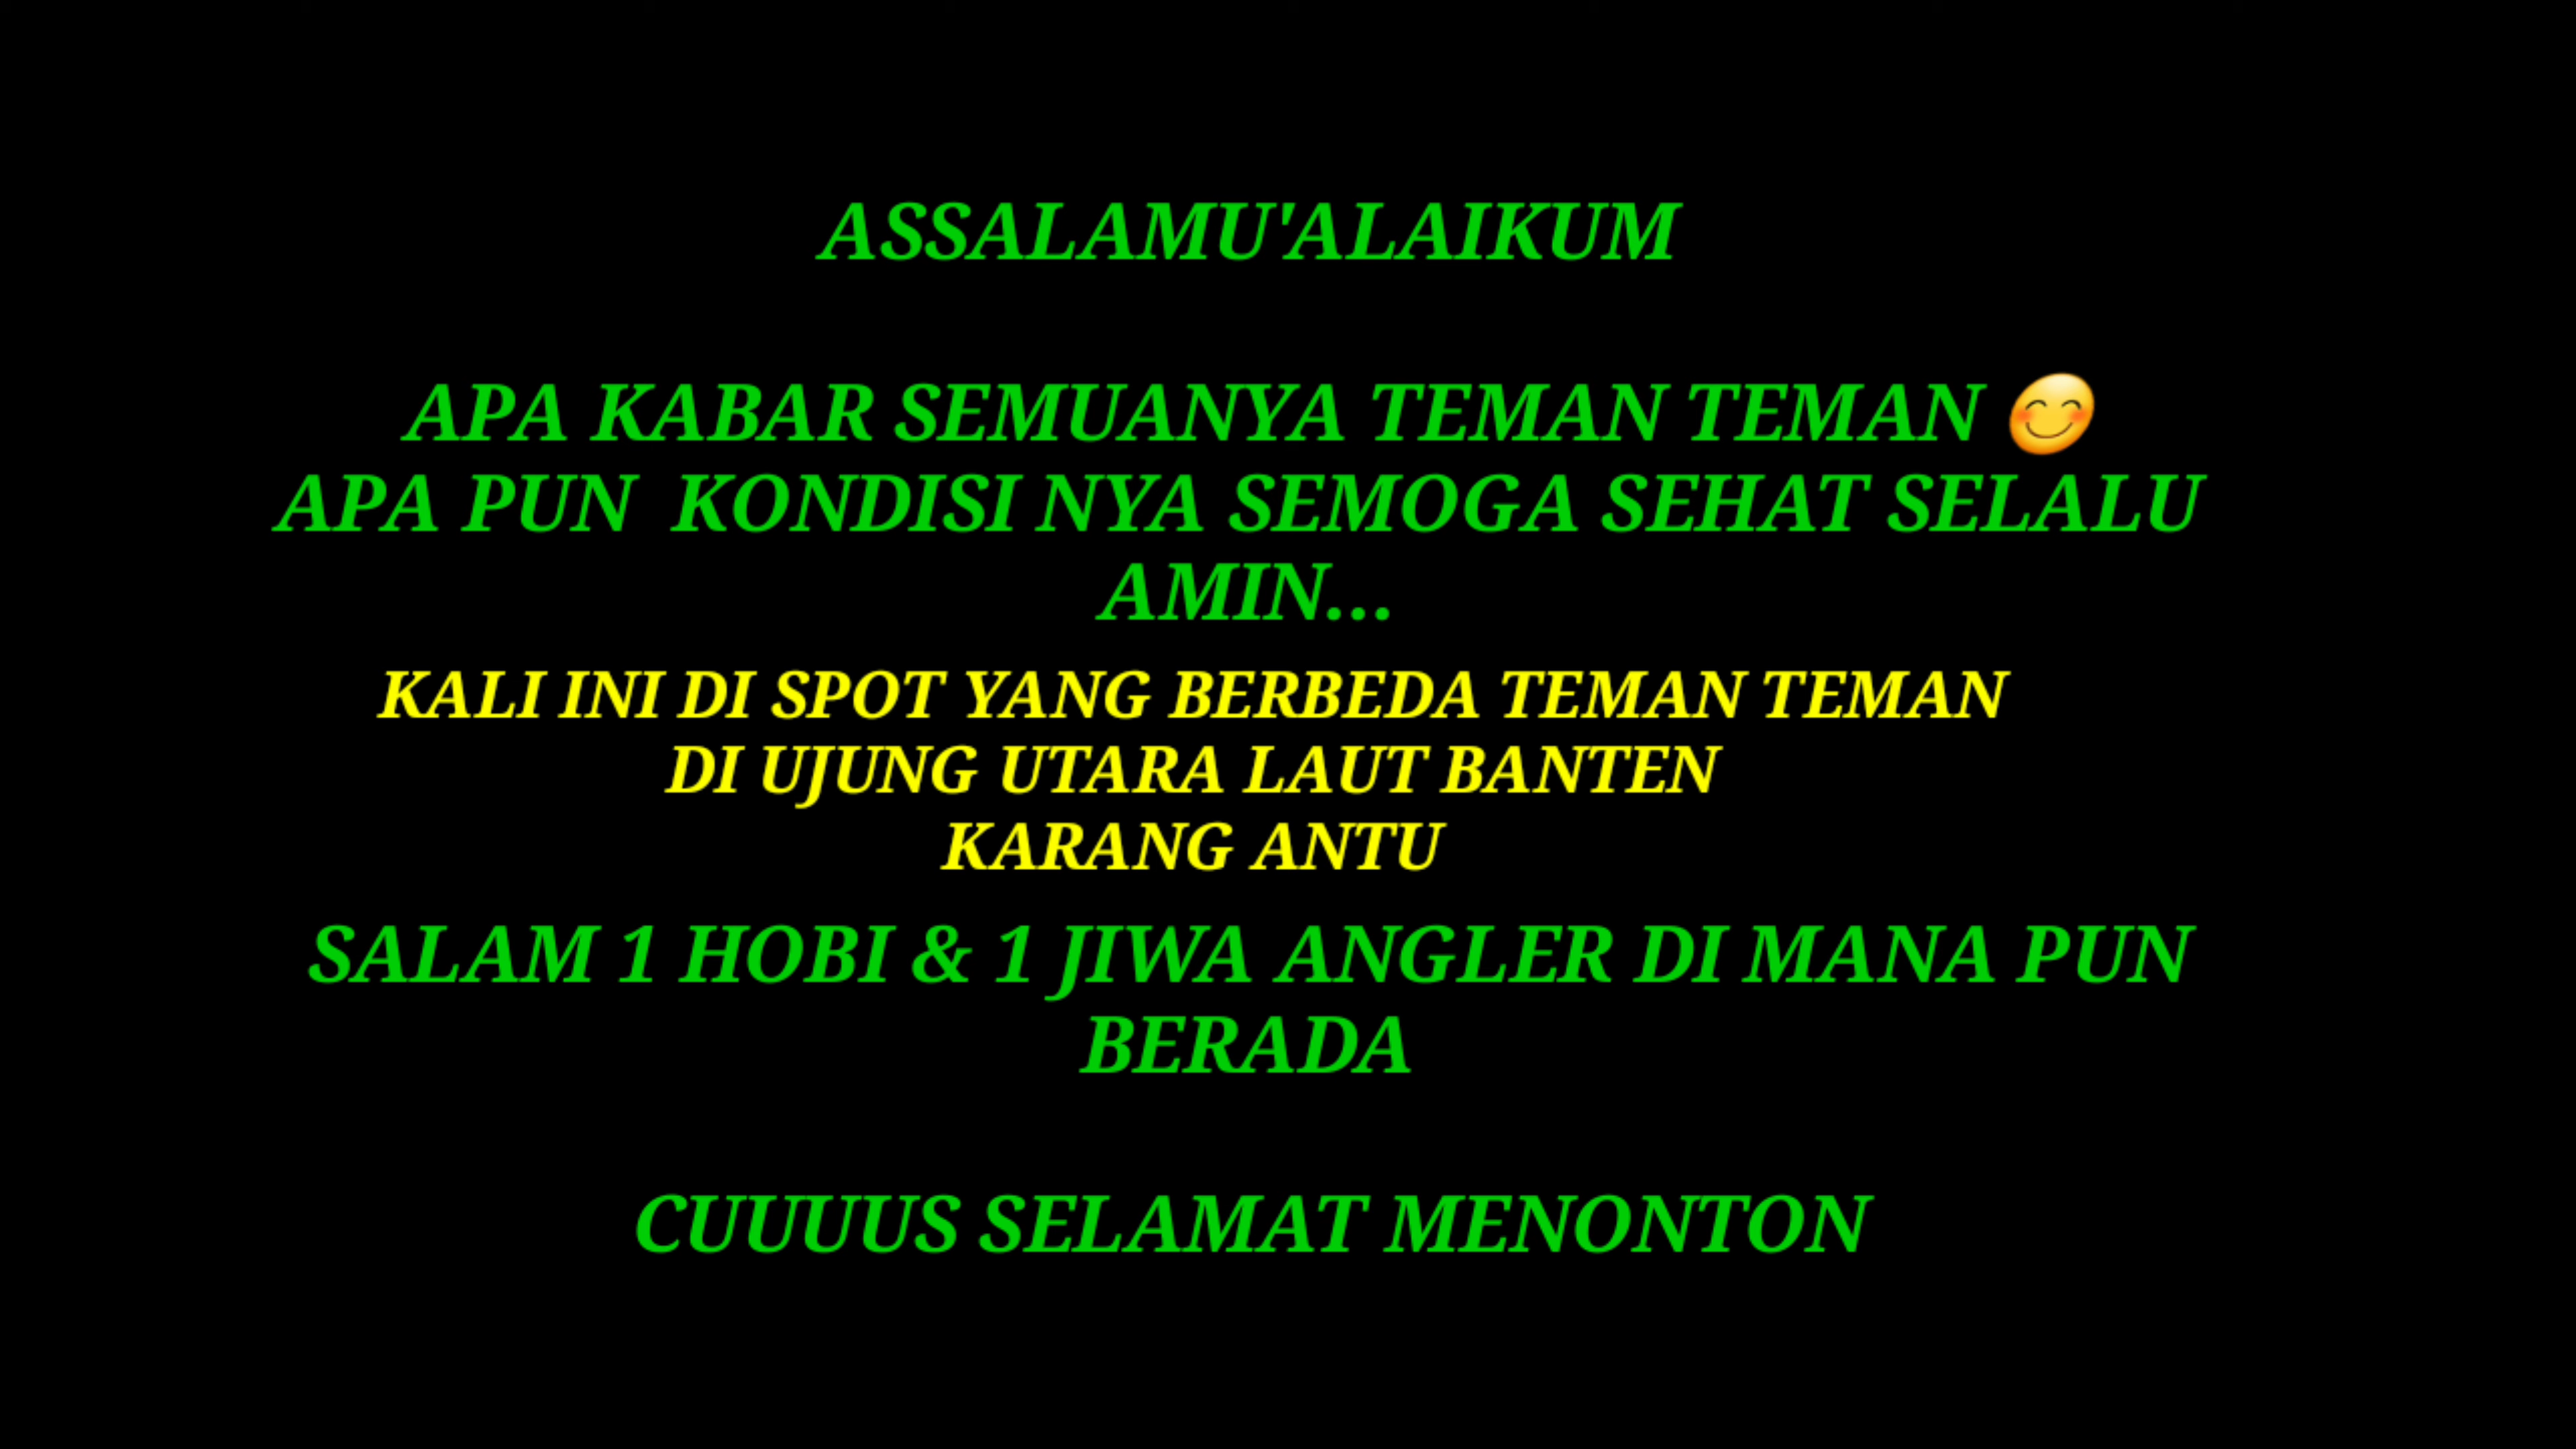 ASSALAMU'ALAIKUM
APA KABAR SEMUANYA TEMAN TEMAN 😊
APA PUN  KONDISI NYA SEMOGA SEHAT SELALU
AMIN...
KALI INI DI SPOT YANG BERBEDA TEMAN TEMAN
DI UJUNG UTARA LAUT BANTEN
KARANG ANTU
SALAM 1 HOBI & 1 JIWA ANGLER DI MANA PUN
BERADA
CUUUUS SELAMAT MENONTON